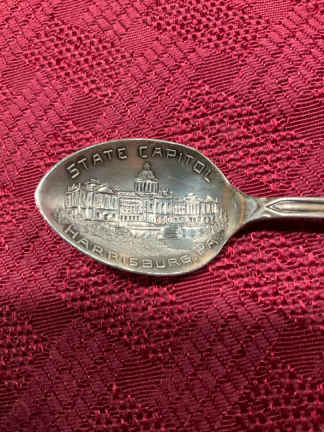 STATE CAPITOL
HARRISBURG, PA.